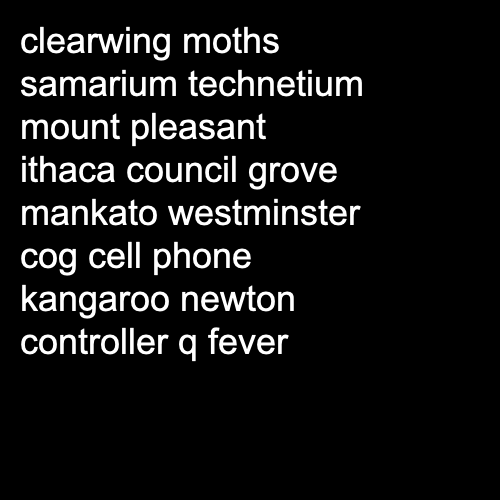 clearwing moths
samarium technetium
mount pleasant
ithaca council grove
mankato westminster
cog cell phone
kangaroo newton
controller q fever